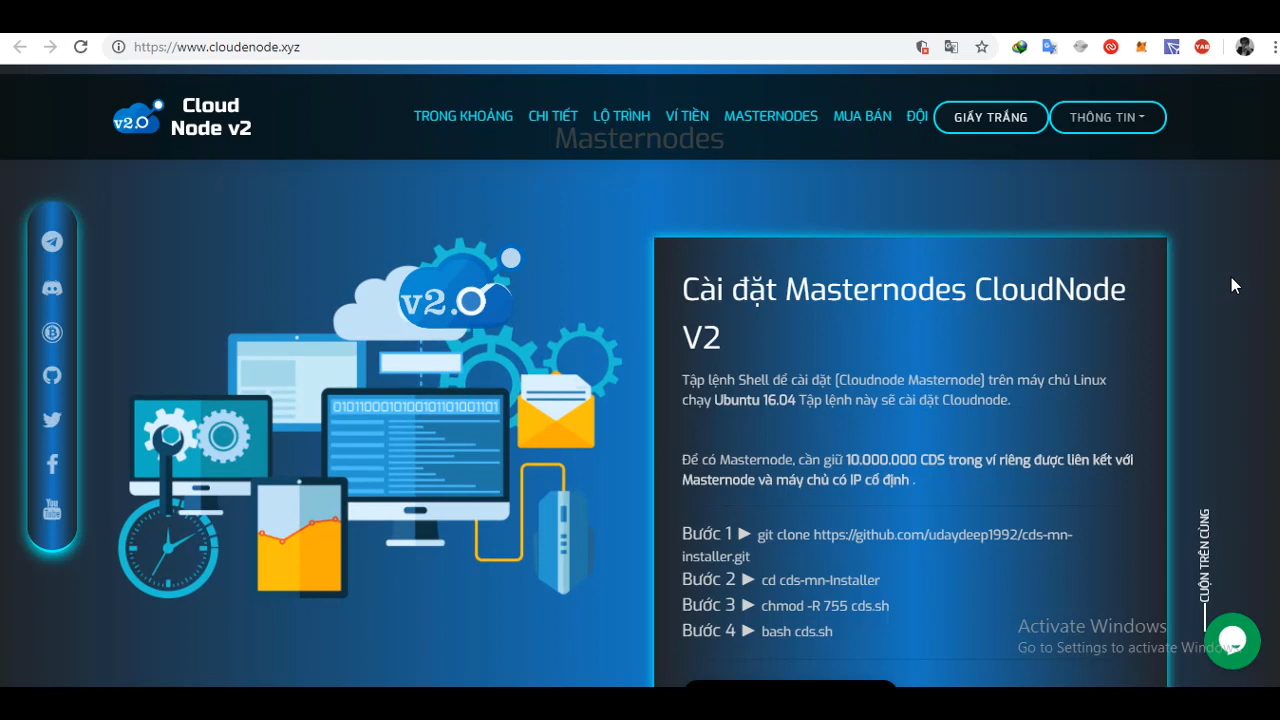 https://www.cloudenode.xyz
YAB
v2.0
Cloud
Node v2
TRONG KHOẢNG CHI TIẾT LỘ TRÌNH VÍ TIỀN MASTERNODES MUA BÁN ĐỘI GIẤY TRẮNG THÔNG TIN
Masternodes
v2.0
010110001010010110100110​1
Cài đặt Masternodes CloudNode
V2
Tập lệnh Shell để cài đặt [Cloudnode Masternode] trên máy chủ Linux
chạy Ubuntu 16.04 Tập lệnh này sẽ cài đặt Cloudnode.
Để có Masternode, cần giữ 10.000.000 CDS trong ví riêng được liên kết với
Masternode và máy chủ có IP cố định .
Bước 1 ► git clone https://github.com/udaydeep1992/cds-mn-
installer.git
Bước 2 ► cd cds-mn-Installer
Bước 3 ► chmod -R 755 cds.sh
Bước 4 ► bash cds.sh
You
Tube
CUỘN TRÊN CÙNG
Activate Windows
Go to Settings to activate Windows.